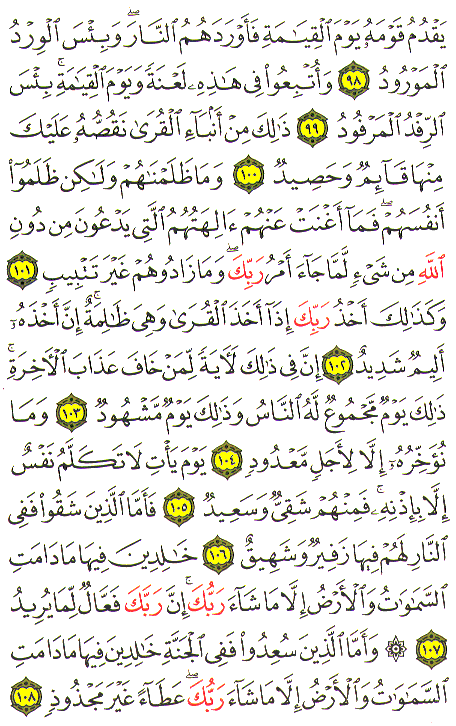 يَقۡدُمُ قَوۡمَهُۥ يَوۡمَ ٱلۡقِيَٰمَةِ فَأَوۡرَدَهُمُ ٱلنَّارَۖ وَبِئۡسَ ٱلۡوِرۡدُ
ٱلۡمَوۡرُودُ ٩٨ وَأُتۡبِعُواْ فِي هَٰذِهِۦ لَعۡنَةٗ وَيَوۡمَ ٱلۡقِيَٰمَةِۚ بِئۡسَ
ٱلرِّفۡدُ ٱلۡمَرۡفُودُ ٩٩ ذَٰلِكَ مِنۡ أَنۢبَآءِ ٱلۡقُرَىٰ نَقُصُّهُۥ عَلَيۡكَۖ
مِنۡهَا قَآئِمٞ وَحَصِيدٞ ١٠٠ وَمَا ظَلَمۡنَٰهُمۡ وَلَٰكِن ظَلَمُوٓاْ
أَنفُسَهُمۡۖ فَمَآ أَغۡنَتۡ عَنۡهُمۡ ءَالِهَتُهُمُ ٱلَّتِي يَدۡعُونَ مِن دُونِ
ٱللَّهِ مِن شَيۡءٖ لَّمَّا جَآءَ أَمۡرُ رَبِّكَۖ وَمَا زَادُوهُمۡ غَيۡرَ تَتۡبِيبٖ ١٠١
وَكَذَٰلِكَ أَخۡذُ رَبِّكَ إِذَآ أَخَذَ ٱلۡقُرَىٰ وَهِيَ ظَٰلِمَةٌۚ إِنَّ أَخۡذَهُۥٓ
أَلِيمٞ شَدِيدٌ ١٠٢ إِنَّ فِي ذَٰلِكَ لَأٓيَةٗ لِّمَنۡ خَافَ عَذَابَ ٱلۡأٓخِرَةِۚ
ذَٰلِكَ يَوۡمٞ مَّجۡمُوعٞ لَّهُ ٱلنَّاسُ وَذَٰلِكَ يَوۡمٞ مَّشۡهُودٞ ١٠٣ وَمَا
نُؤَخِّرُهُۥٓ إِلَّا لِأَجَلٖ مَّعۡدُودٖ ١٠٤ يَوۡمَ يَأۡتِ لَا تَكَلَّمُ نَفۡسٌ
إِلَّا بِإِذۡنِهِۦۚ فَمِنۡهُمۡ شَقِيّٞ وَسَعِيدٞ ١٠٥ فَأَمَّا ٱلَّذِينَ شَقُواْ فَفِي
ٱلنَّارِ لَهُمۡ فِيهَا زَفِيرٞ وَشَهِيقٌ ١٠٦ خَٰلِدِينَ فِيهَا مَا دَامَتِ
ٱلسَّمَٰوَٰتُ وَٱلۡأَرۡضُ إِلَّا مَا شَآءَ رَبُّكَۚ إِنَّ رَبَّكَ فَعَّالٞ لِّمَا يُرِيدُ
١٠٧ ۞ وَأَمَّا ٱلَّذِينَ سُعِدُواْ فَفِي ٱلۡجَنَّةِ خَٰلِدِينَ فِيهَا مَا دَامَتِ
ٱلسَّمَٰوَٰتُ وَٱلۡأَرۡضُ إِلَّا مَا شَآءَ رَبُّكَۖ عَطَآءً غَيۡرَ مَجۡذُوذٖ ١٠٨